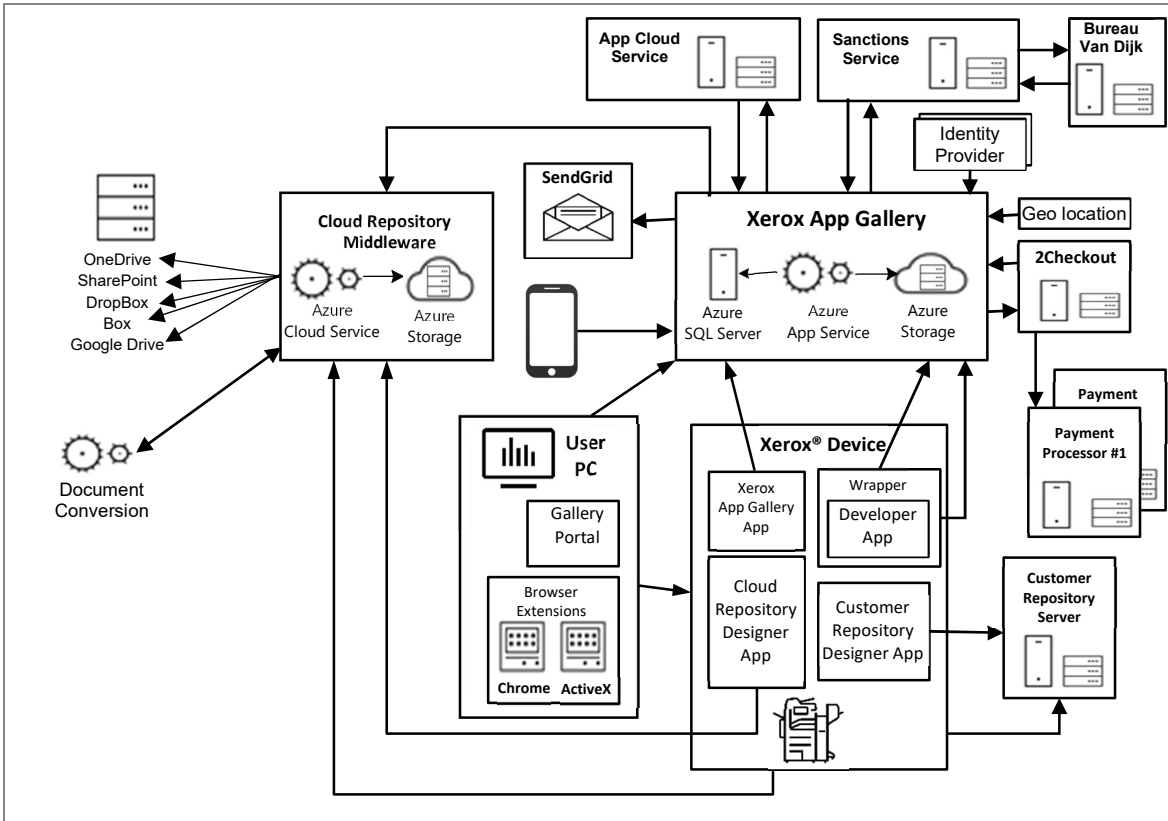 App Cloud
Service
Sanctions
Service
Bureau
Van Dijk
Identity
Provider
SendGrid
Cloud Repository
Middleware
Azure
Cloud Service
Azure
Storage
OneDrive
SharePoint
DropBox
Box
Google Drive
Xerox App Gallery
Azure
SQL Server
Azure
App Service
Azure
Storage
Geo location
2Checkout
Payment
Payment
Processor #1
Document
Conversion
User
PC
Gallery
Portal
Browser
Extensions
Chrome
ActiveX
Xerox® Device
Xerox
App Gallery
App
Wrapper
Developer
App
Cloud
Repository
Designer
App
Customer
Repository
Designer App
Customer
Repository
Server